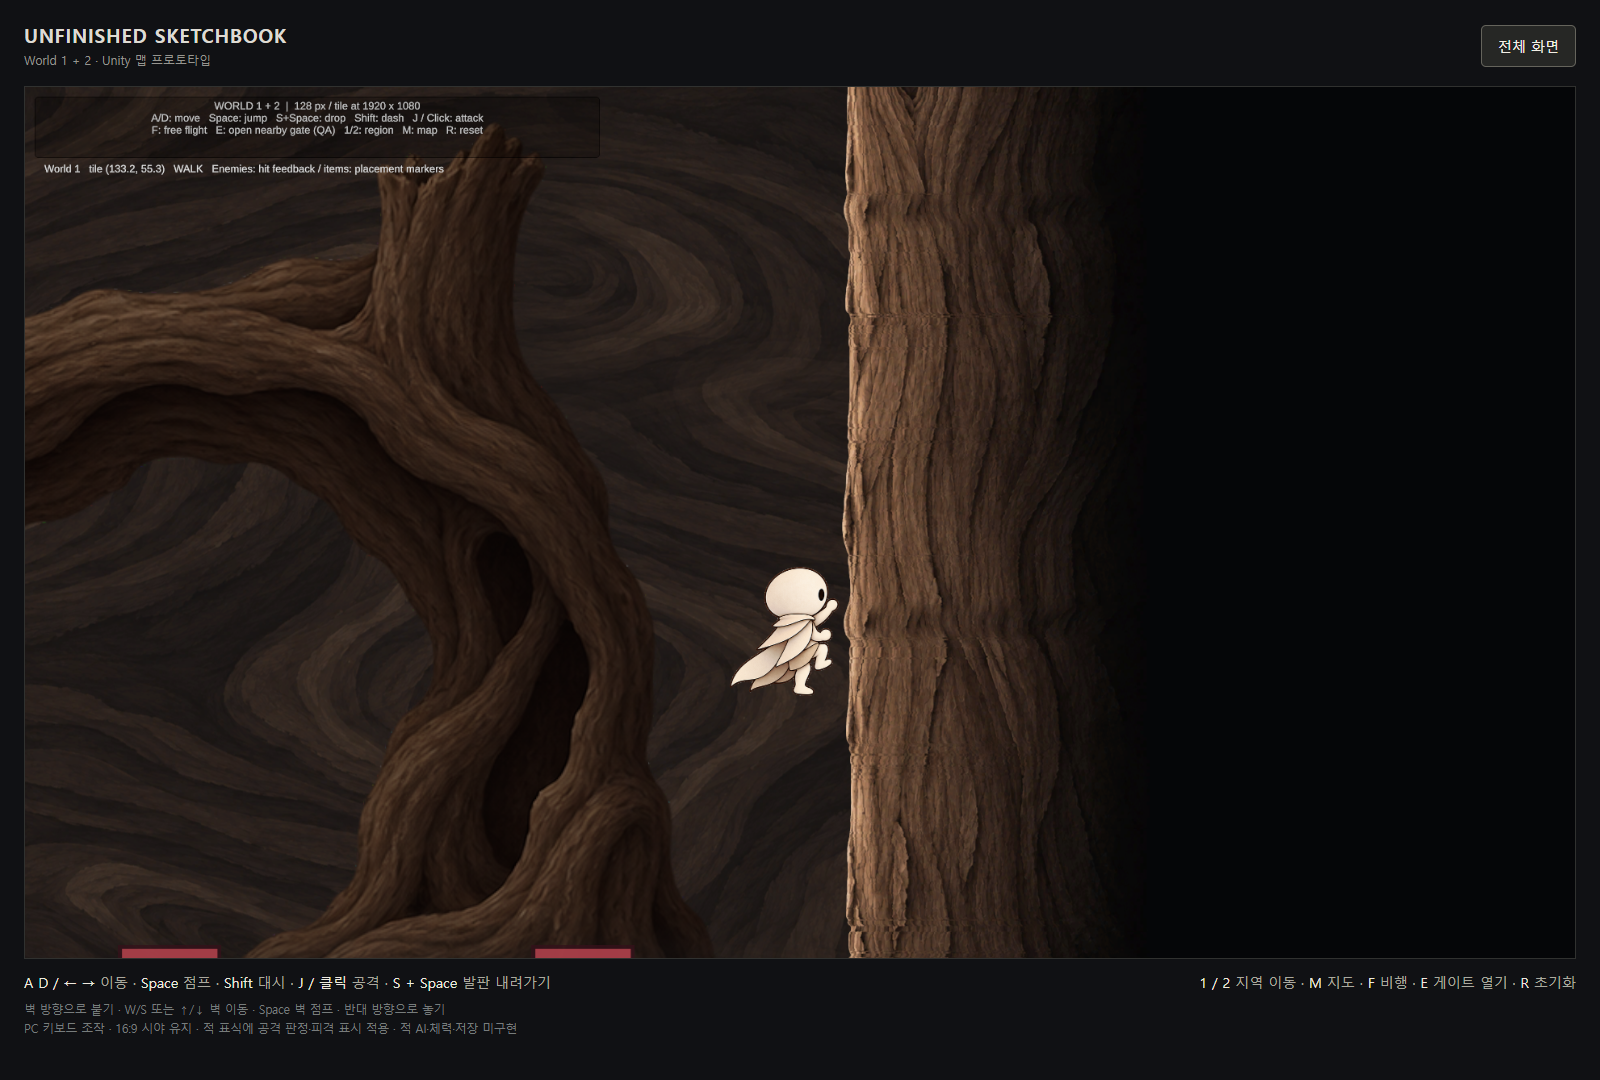 UNFINISHED SKETCHBOOK
World 1 + 2 · Unity 맵 프로토타입
전체 화면
WORLD 1 + 2 | 128 px / tile at 1920 x 1080
A/D: move Space: jump S+Space: drop Shift: dash J / Click: attack
F: free flight E: open nearby gate (QA) 1/2: region M: map R: reset
World 1 tile (133.2, 55.3) WALK Enemies: hit feedback / items: placement markers
A D / ← → 이동 · Space 점프 · Shift 대시 · J / 클릭 공격 · S + Space 발판 내려가기
1 / 2 지역 이동 · M 지도 · F 비행 · E 게이트 열기 · R 초기화
벽 방향으로 붙기 · W/S 또는 ↑/↓ 벽 이동 · Space 벽 점프 · 반대 방향으로 놓기
PC 키보드 조작 · 16:9 시야 유지 · 적 표식에 공격 판정·피격 표시 적용 · 적 AI·체력·저장 미구현